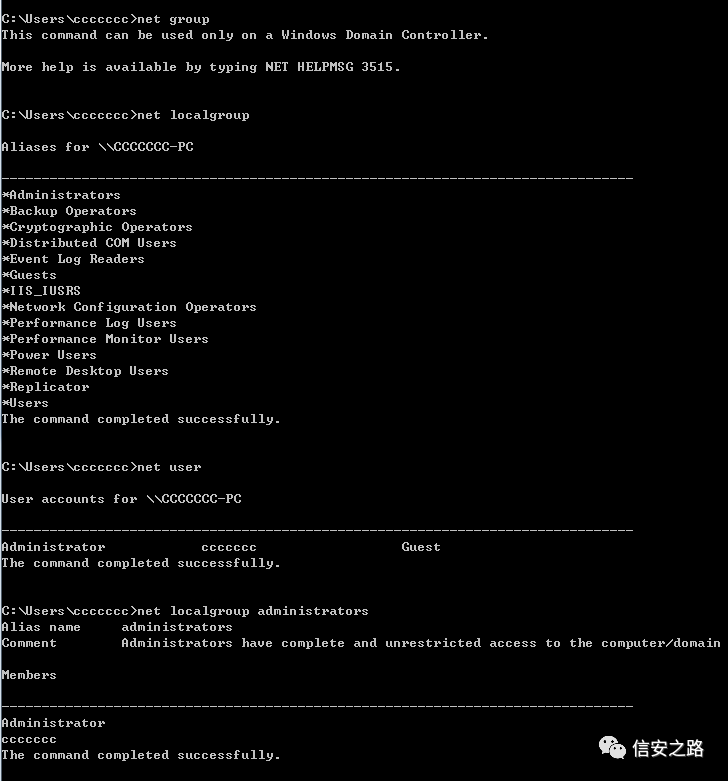 C:\Users\ccccccc>net group
This command can be used only on a Windows Domain Controller.
More help is available by typing NET HELPMSG 3515.
C:\Users\ccccccc>net localgroup
Aliases for \\CCCCCCC-PC
-------------------------------------------------------------------------------
*Administrators
*Backup Operators
*Cryptographic Operators
*Distributed COM Users
*Event Log Readers
*Guests
*IIS_IUSRS
*Network Configuration Operators
*Performance Log Users
*Performance Monitor Users
*Power Users
*Remote Desktop Users
*Replicator
*Users
The command completed successfully.
C:\Users\ccccccc>net user
User accounts for \\CCCCCCC-PC
-------------------------------------------------------------------------------
Administrator            ccccccc                  Guest
The command completed successfully.
C:\Users\ccccccc>net localgroup administrators
Alias name     administrators
Comment        Administrators have complete and unrestricted access to the computer/domain
Members
-------------------------------------------------------------------------------
Administrator
ccccccc
The command completed successfully.
信安之路